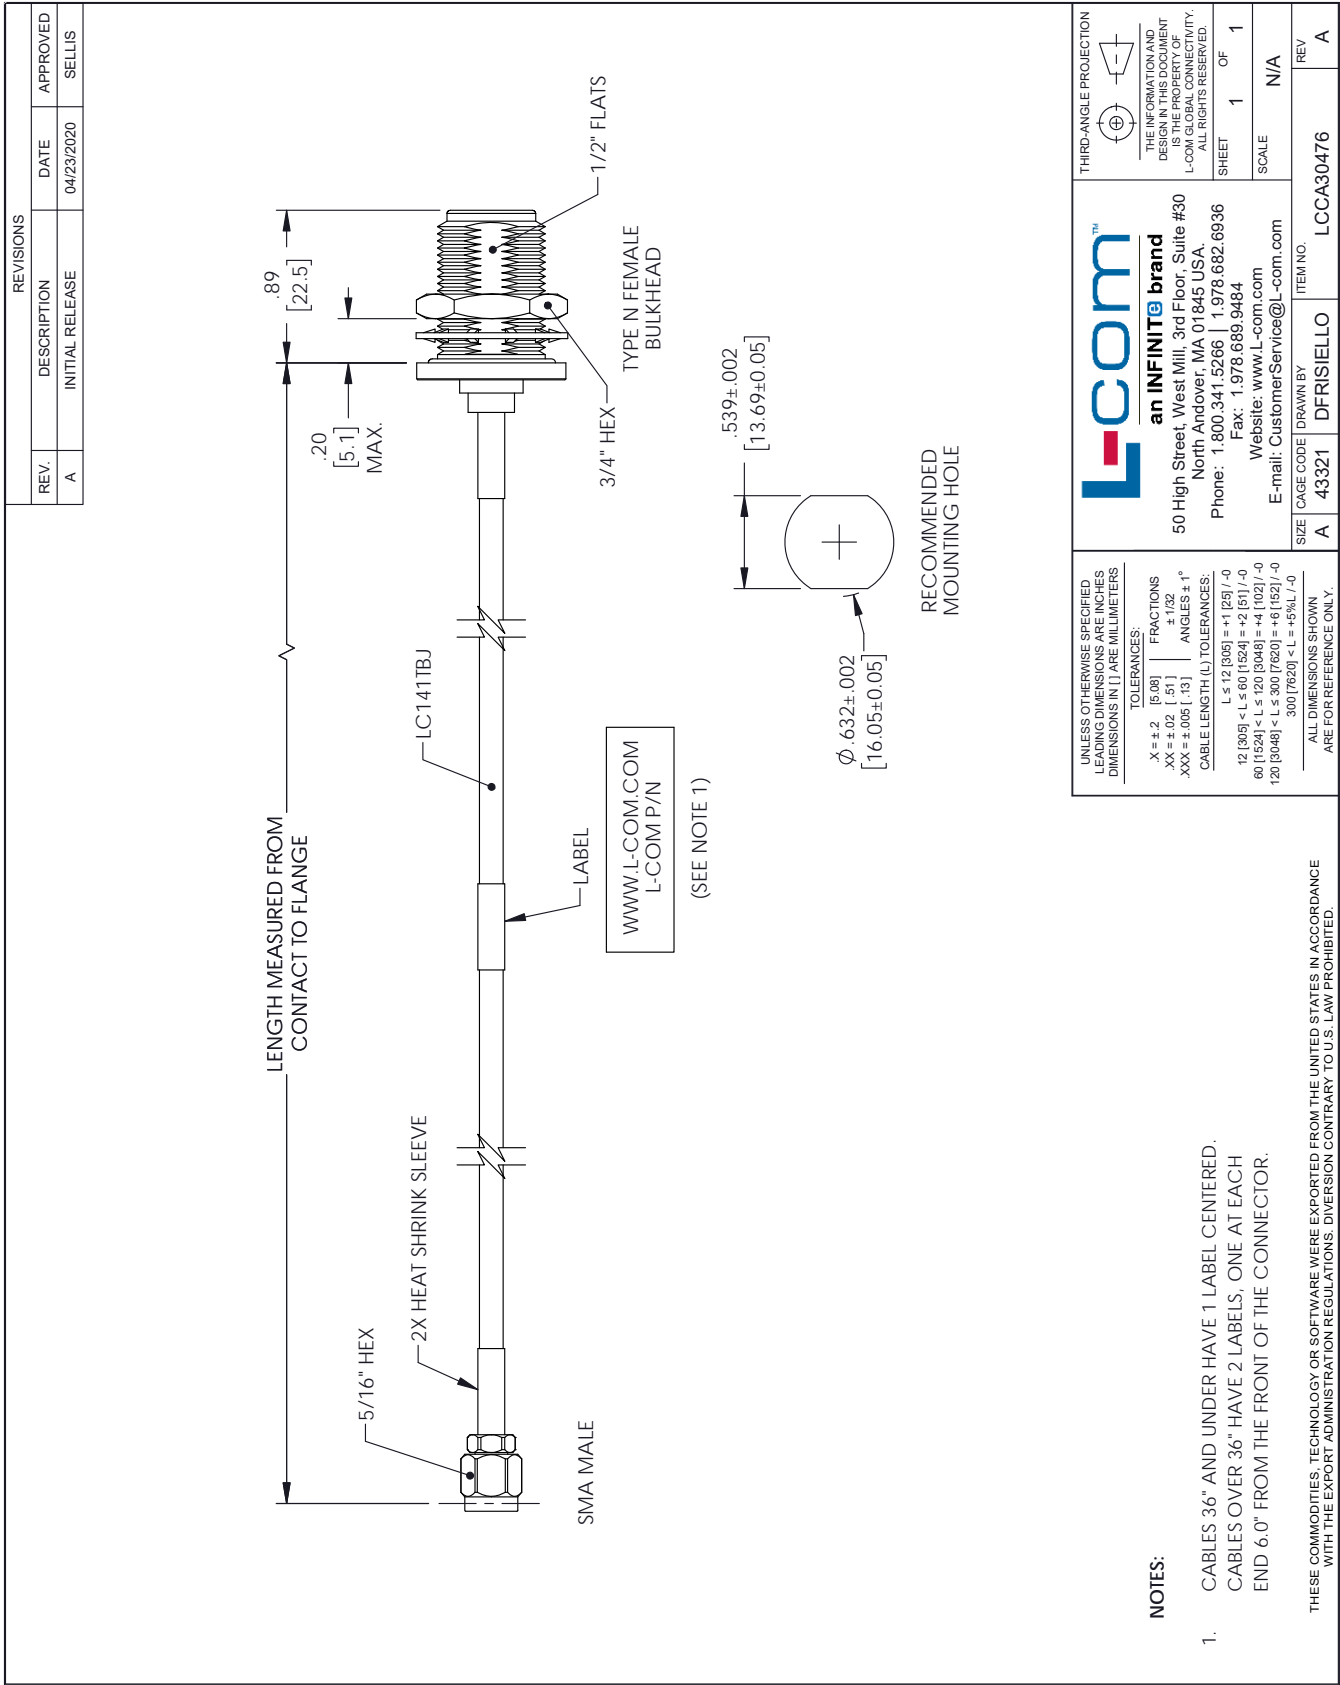 REVISIONS
REV. DESCRIPTION DATE APPROVED
A INITIAL RELEASE 04/23/2020 SELLIS
LENGTH MEASURED FROM
CONTACT TO FLANGE
.89
[22.5]
.20
[5.1]
MAX.
5/16" HEX
2X HEAT SHRINK SLEEVE
LC141TBJ
LABEL
3/4" HEX
1/2" FLATS
SMA MALE
TYPE N FEMALE
BULKHEAD
WWW.L-COM.COM
L-COM P/N
(SEE NOTE 1)
.539±.002
[13.69±0.05]
Ø.632±.002
[16.05±0.05]
RECOMMENDED
MOUNTING HOLE
NOTES:
1. CABLES 36" AND UNDER HAVE 1 LABEL CENTERED.
CABLES OVER 36" HAVE 2 LABELS, ONE AT EACH
END 6.0" FROM THE FRONT OF THE CONNECTOR.
THESE COMMODITIES, TECHNOLOGY OR SOFTWARE WERE EXPORTED FROM THE UNITED STATES IN ACCORDANCE
WITH THE EXPORT ADMINISTRATION REGULATIONS. DIVERSION CONTRARY TO U.S. LAW PROHIBITED.
UNLESS OTHERWISE SPECIFIED
LEADING DIMENSIONS ARE INCHES
DIMENSIONS IN [ ] ARE MILLIMETERS
TOLERANCES:
.X = ±.2 [5.08] FRACTIONS
.XX = ±.02 [.51] ± 1/32
.XXX = ±.005 [.13] ANGLES ± 1°
CABLE LENGTH (L) TOLERANCES:
L ≤ 12 [305] = +1 [25] / -0
12 [305] < L ≤ 60 [1524] = +2 [51] / -0
60 [1524] < L ≤ 120 [3048] = +4 [102] / -0
120 [3048] < L ≤ 300 [7620] = +6 [152] / -0
300 [7620] < L = +5%L / -0
ALL DIMENSIONS SHOWN
ARE FOR REFERENCE ONLY.
L-com™
an INFINITe brand
50 High Street, West Mill, 3rd Floor, Suite #30
North Andover, MA 01845 USA.
Phone: 1.800.341.5266 | 1.978.682.6936
Fax: 1.978.689.9484
Website: www.L-com.com
E-mail: CustomerService@L-com.com
THIRD-ANGLE PROJECTION
THE INFORMATION AND
DESIGN IN THIS DOCUMENT
IS THE PROPERTY OF
L-COM GLOBAL CONNECTIVITY.
ALL RIGHTS RESERVED.
SHEET 1 OF 1
SCALE N/A
SIZE A
CAGE CODE 43321
DRAWN BY DFRISIELLO
ITEM NO. LCCA30476
REV A